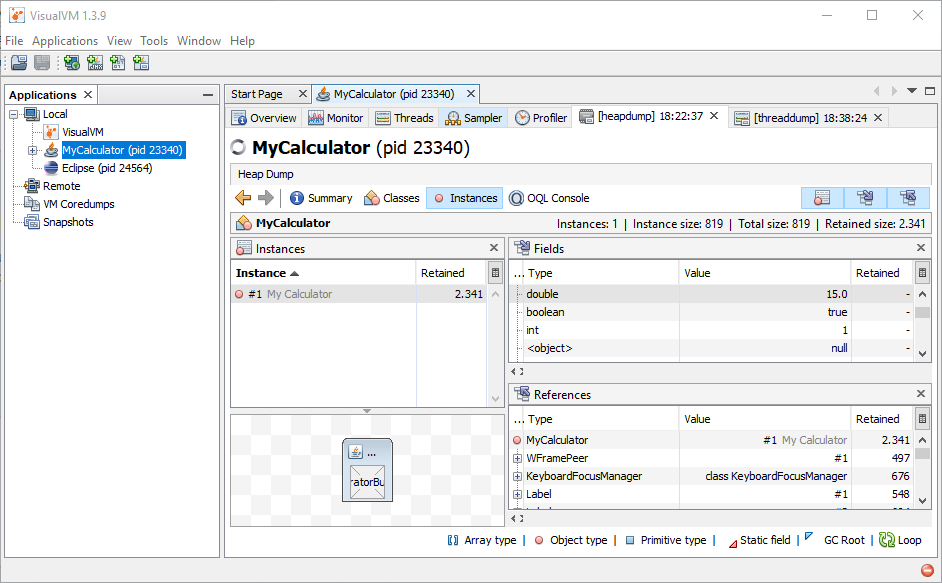 VisualVM 1.3.9
File Applications View Tools Window Help
Applications
Local
VisualVM
MyCalculator (pid 23340)
Eclipse (pid 24564)
Remote
VM Coredumps
Snapshots
Start Page MyCalculator (pid 23340)
Overview Monitor Threads Sampler Profiler [heapdump] 18:22:37 [threaddump] 18:38:24
MyCalculator (pid 23340)
Heap Dump
Summary Classes Instances OQL Console
MyCalculator Instances: 1 | Instance size: 819 | Total size: 819 | Retained size: 2.341
Instances
Instance Retained
#1 My Calculator 2.341
...
ratorBu
Fields
... Type Value Retained
double 15.0 -
boolean true -
int 1 -
<object> null -
References
... Type Value Retained
MyCalculator #1 My Calculator 2.341
WFramePeer #1 497
KeyboardFocusManager class KeyboardFocusManager 676
Label #1 548
Array type | Object type | Primitive type | Static field | GC Root | Loop